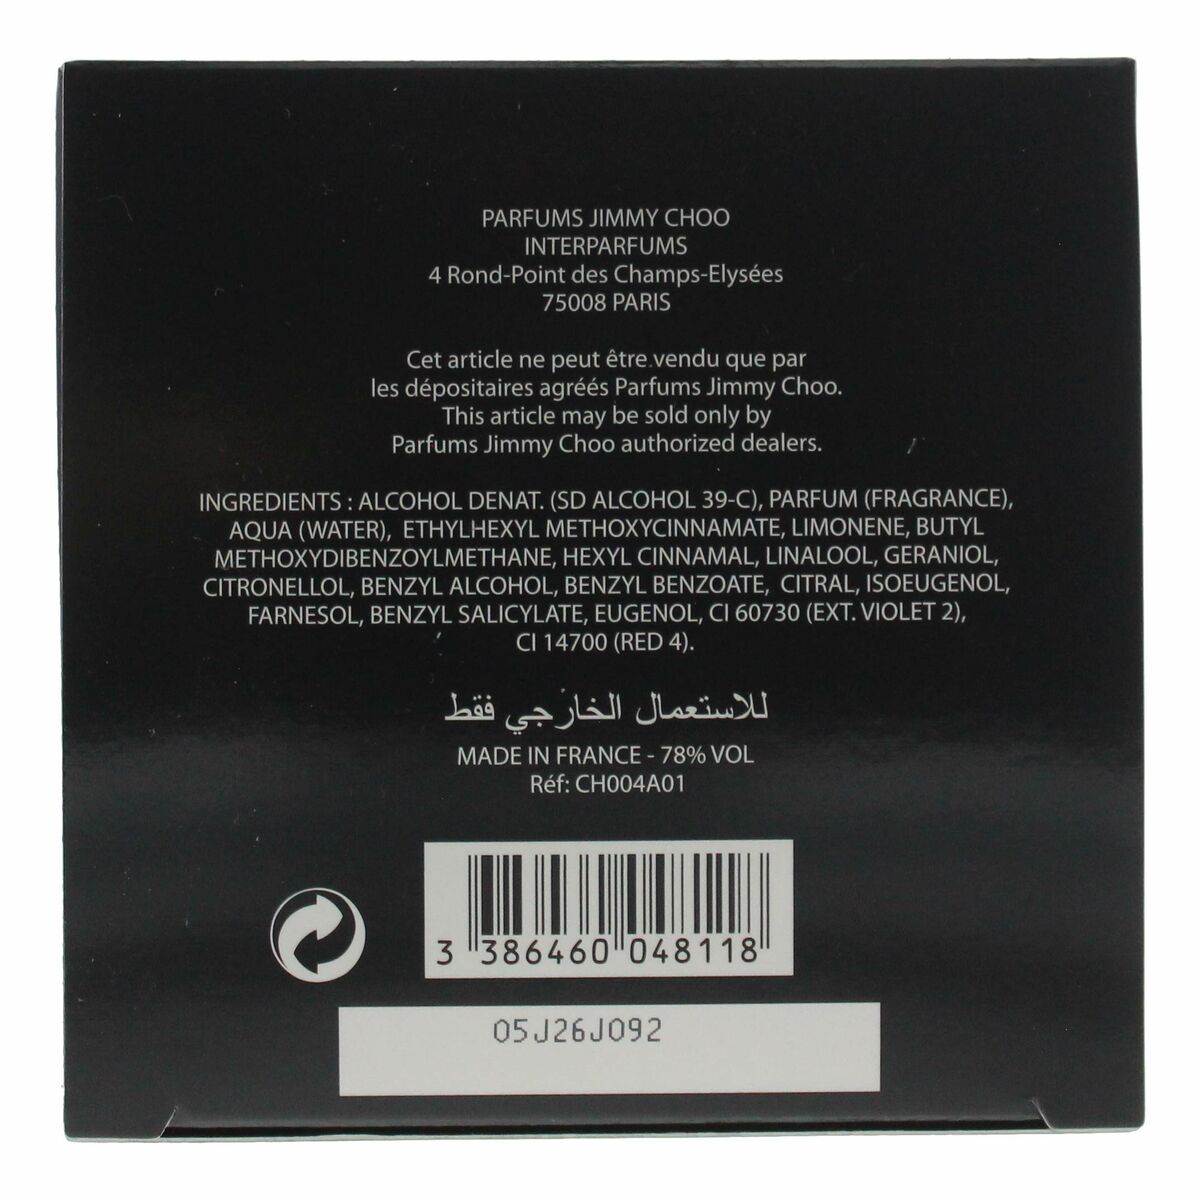 PARFUMS JIMMY CHOO
INTERPARFUMS
4 Rond-Point des Champs-Elysées
75008 PARIS
Cet article ne peut être vendu que par
les dépositaires agréés Parfums Jimmy Choo.
This article may be sold only by
Parfums Jimmy Choo authorized dealers.
INGREDIENTS : ALCOHOL DENAT. (SD ALCOHOL 39-C), PARFUM (FRAGRANCE),
AQUA (WATER), ETHYLHEXYL METHOXYCINNAMATE, LIMONENE, BUTYL
METHOXYDIBENZOYLMETHANE, HEXYL CINNAMAL, LINALOOL, GERANIOL,
CITRONELLOL, BENZYL ALCOHOL, BENZYL BENZOATE, CITRAL, ISOEUGENOL,
FARNESOL, BENZYL SALICYLATE, EUGENOL, CI 60730 (EXT. VIOLET 2),
CI 14700 (RED 4).
للاستعمال الخارجي فقط
MADE IN FRANCE - 78% VOL
Réf: CH004A01
3 386460 048118
05J26J092